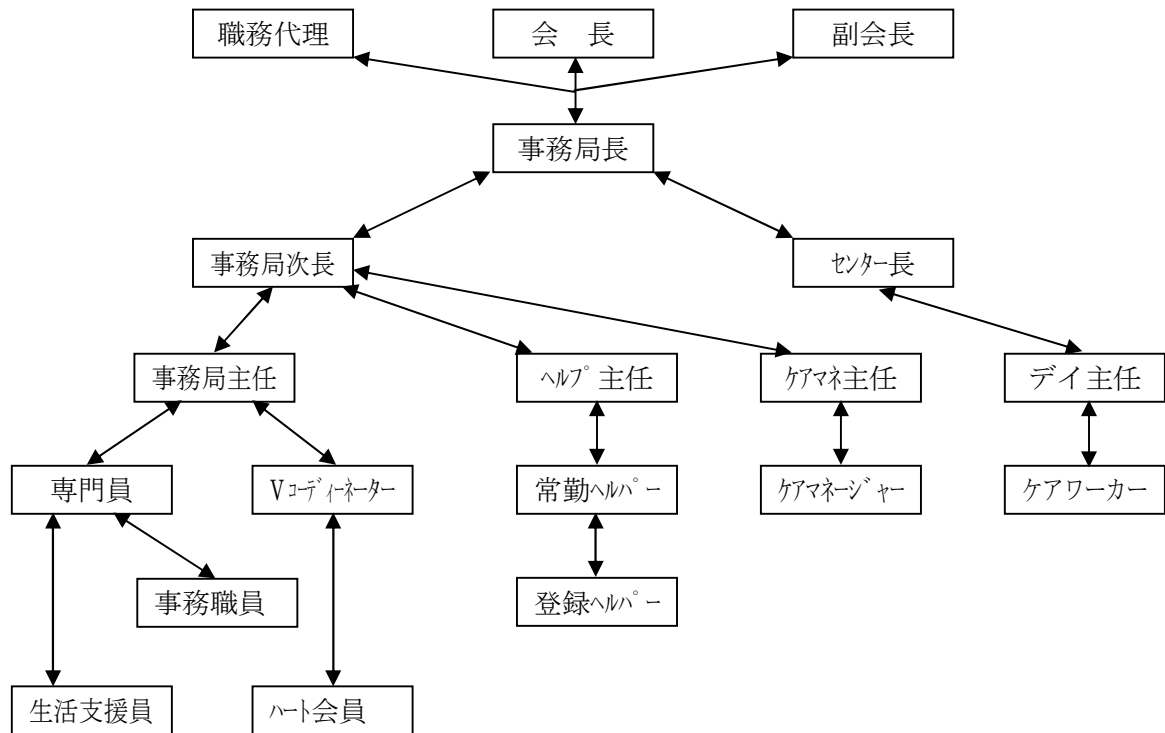 職務代理
会　長
副会長
事務局長
事務局次長
ｾﾝﾀｰ長
事務局主任
ﾍﾙﾌﾟ主任
ｹｱﾏﾈ主任
デイ主任
専門員
Vｺｰﾃﾞｨｰﾈｰﾀｰ
常勤ﾍﾙﾊﾟｰ
ｹｱﾏﾈｰｼﾞｬｰ
ケアワーカー
事務職員
登録ﾍﾙﾊﾟｰ
生活支援員
ﾊｰﾄ会員